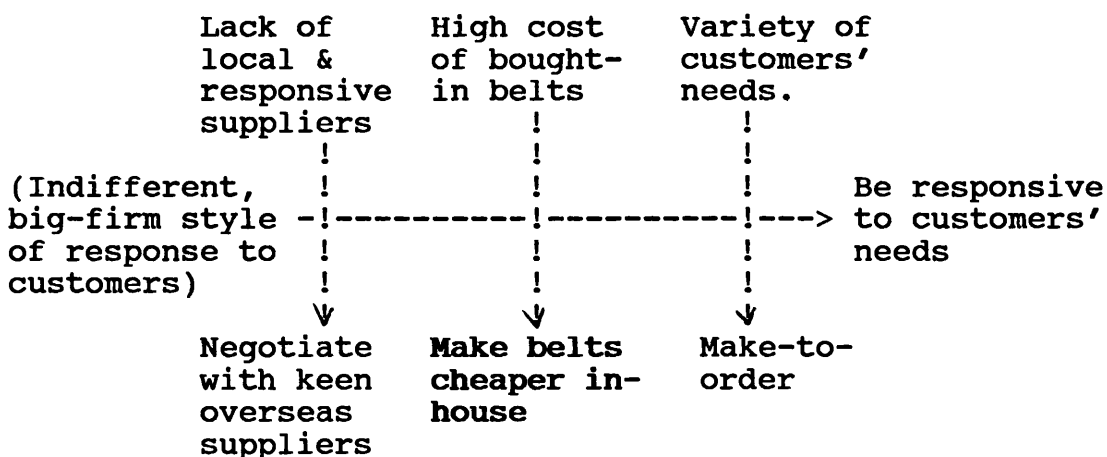 Lack of High cost Variety of
local & of bought- customers'
responsive in belts needs.
suppliers ! !
! ! !
(Indifferent, ! ! ! Be responsive
big-firm style -!-----------!-----------!---> to customers'
of response to ! ! ! needs
customers) ! ! !
Negotiate Make belts Make-to-
with keen cheaper in- order
overseas house
suppliers